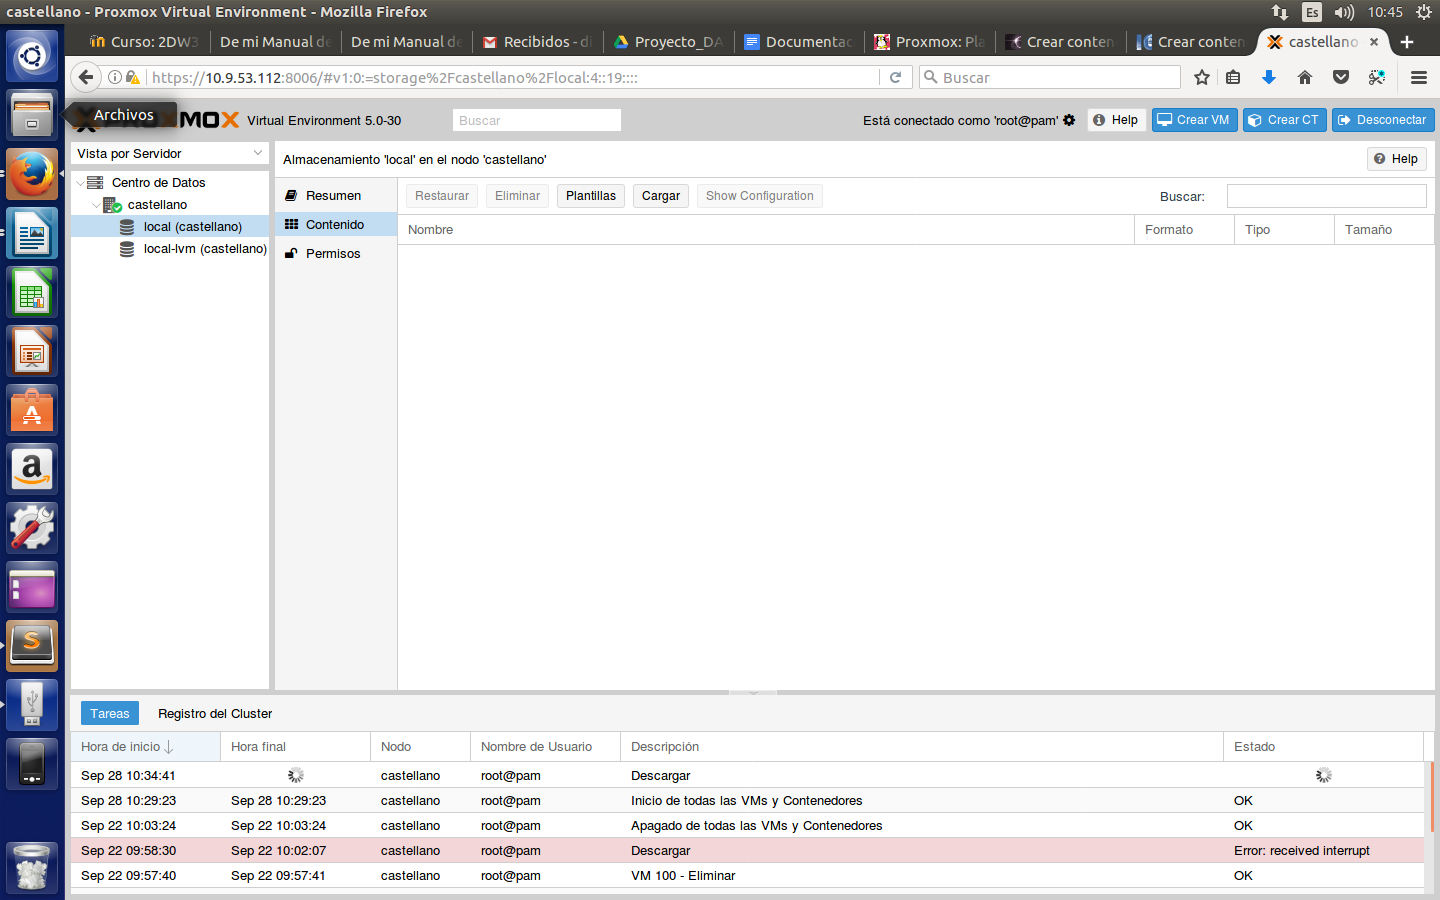 castellano - Proxmox Virtual Environment - Mozilla Firefox
Es
10:45
Curso: 2DW3
De mi Manual de
De mi Manual de
Recibidos - di
Proyecto_DA
Documentac
Proxmox: Pla
Crear conten
Crear conten
castellano
https://10.9.53.112:8006/#v1:0:=storage%2Fcastellano%2Flocal:4::19::::
Buscar
Archivos
MOX
Virtual Environment 5.0-30
Buscar
Está conectado como 'root@pam'
Help
Crear VM
Crear CT
Desconectar
Vista por Servidor
Centro de Datos
castellano
local (castellano)
local-lvm (castellano)
Almacenamiento 'local' en el nodo 'castellano'
Help
Resumen
Contenido
Permisos
Restaurar
Eliminar
Plantillas
Cargar
Show Configuration
Buscar:
Nombre
Formato
Tipo
Tamaño
Tareas
Registro del Cluster
Hora de inicio
Hora final
Nodo
Nombre de Usuario
Descripción
Estado
Sep 28 10:34:41 castellano root@pam Descargar
Sep 28 10:29:23 Sep 28 10:29:23 castellano root@pam Inicio de todas las VMs y Contenedores OK
Sep 22 10:03:24 Sep 22 10:03:24 castellano root@pam Apagado de todas las VMs y Contenedores OK
Sep 22 09:58:30 Sep 22 10:02:07 castellano root@pam Descargar Error: received interrupt
Sep 22 09:57:40 Sep 22 09:57:41 castellano root@pam VM 100 - Eliminar OK